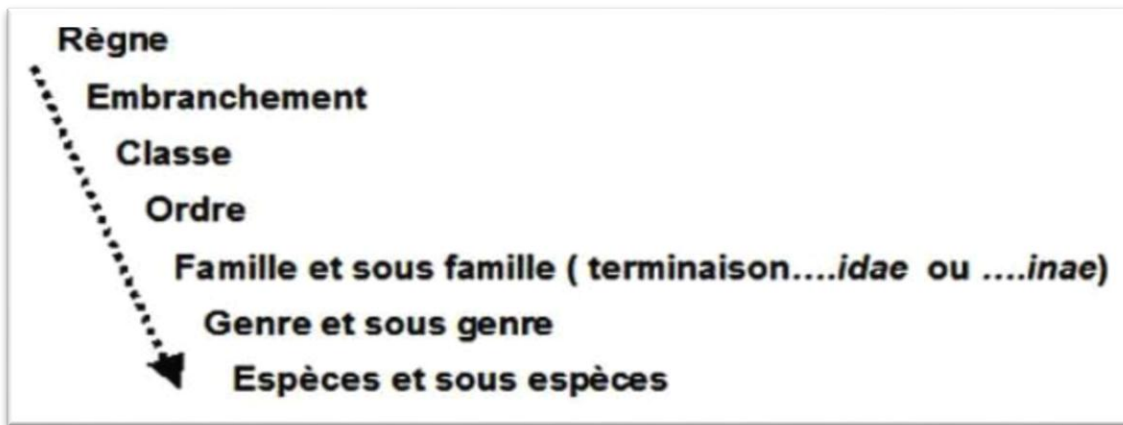 Règne
Embranchement
Classe
Ordre
Famille et sous famille ( terminaison....idae ou ....inae)
Genre et sous genre
Espèces et sous espèces